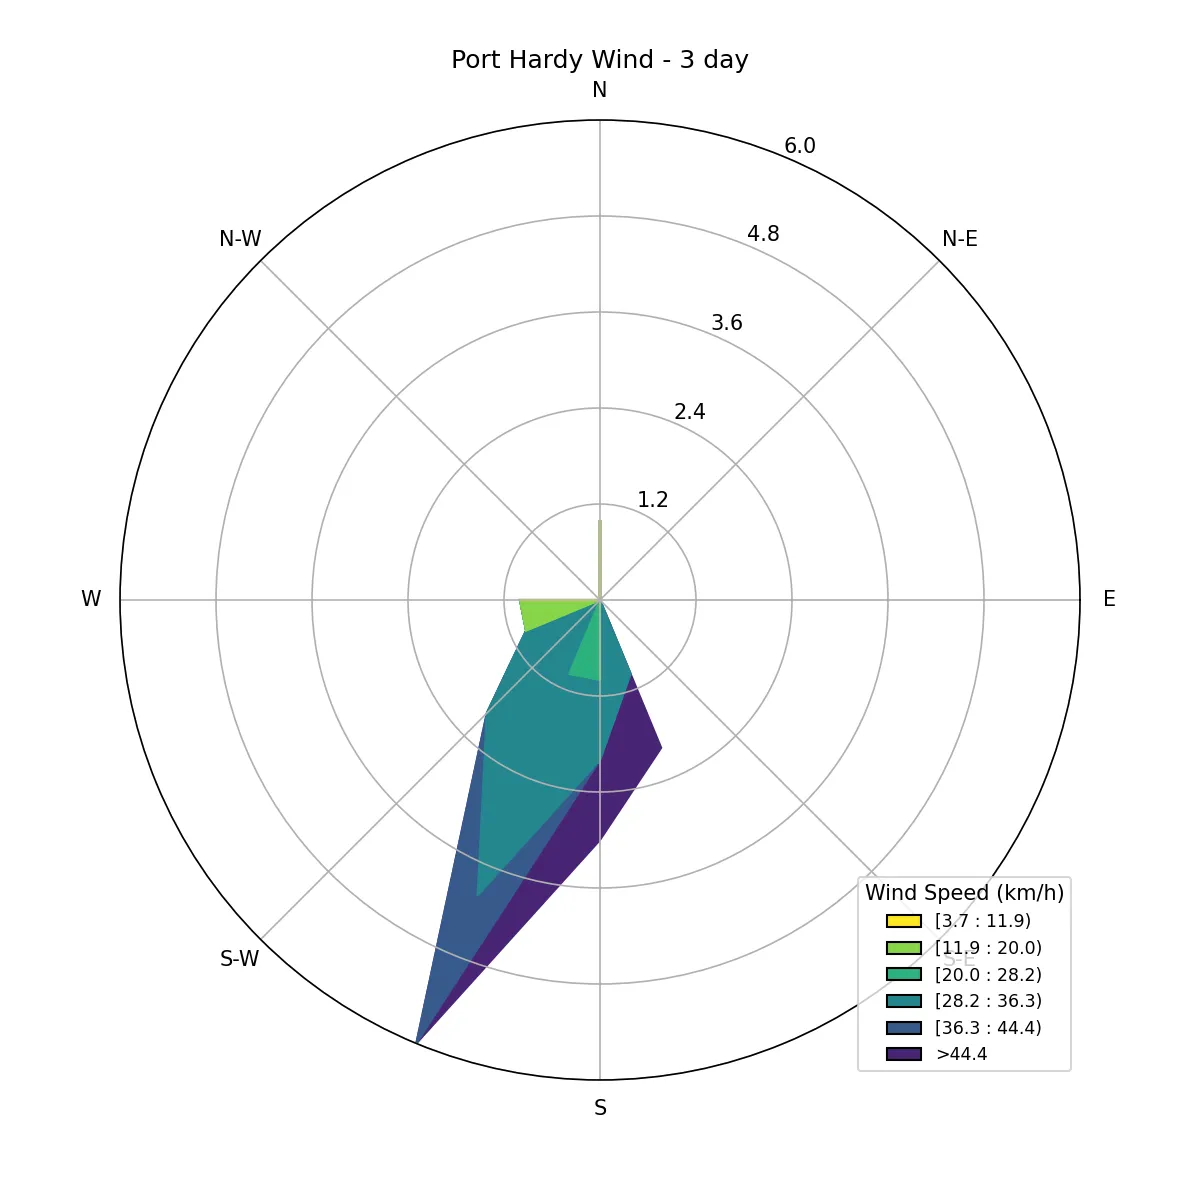 Port Hardy Wind - 3 day
N
6.0
4.8
N-W
N-E
3.6
2.4
1.2
W
E
Wind Speed (km/h)
[3.7 : 11.9)
[11.9 : 20.0)
S-W
S-E
[20.0 : 28.2)
[28.2 : 36.3)
[36.3 : 44.4)
>44.4
S